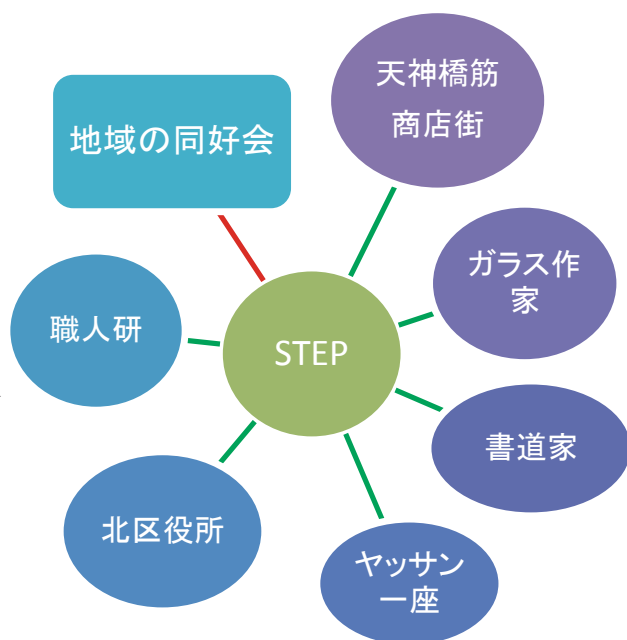 天神橋筋
商店街
地域の同好会
ガラス作
家
職人研
STEP
書道家
北区役所
ヤッサン
一座